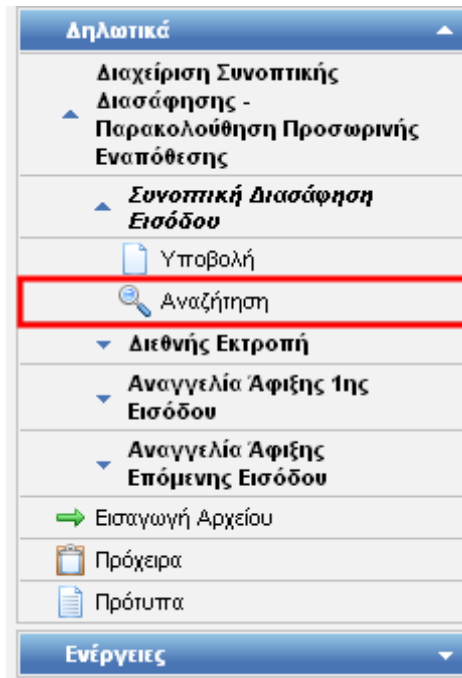 Δηλωτικά
Διαχείριση Συνοπτικής
Διασάφησης -
Παρακολούθηση Προσωρινής
Εναπόθεσης
Συνοπτική Διασάφηση
Εισόδου
Υποβολή
Αναζήτηση
Διεθνής Εκτροπή
Αναγγελία Άφιξης 1ης
Εισόδου
Αναγγελία Άφιξης
Επόμενης Εισόδου
Εισαγωγή Αρχείου
Πρόχειρα
Πρότυπα
Ενέργειες